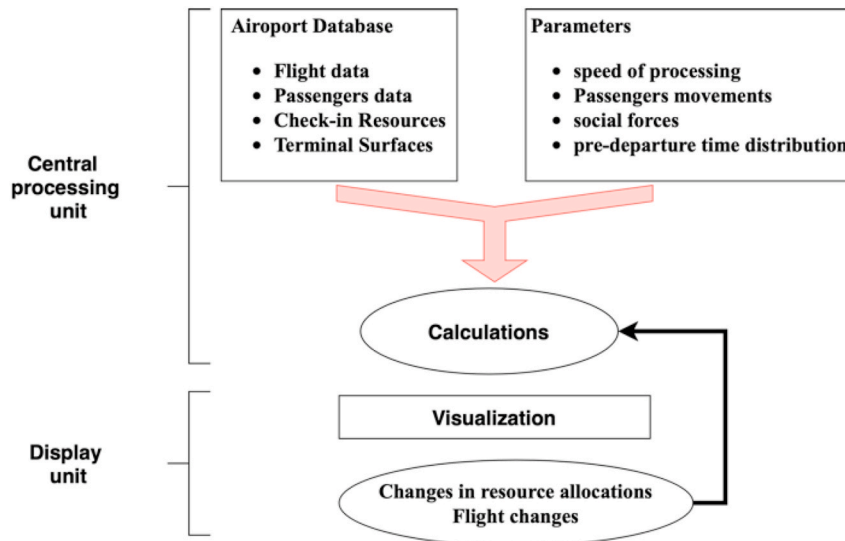 Airoport Database
• Flight data
• Passengers data
• Check-in Resources
• Terminal Surfaces
Parameters
• speed of processing
• Passengers movements
• social forces
• pre-departure time distribution
Central
processing
unit
Calculations
Visualization
Display
unit
Changes in resource allocations
Flight changes